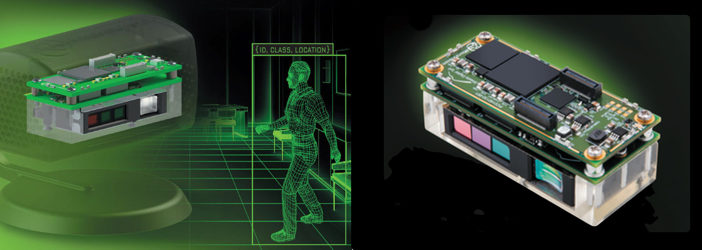 {ID, CLASS, LOCATION}